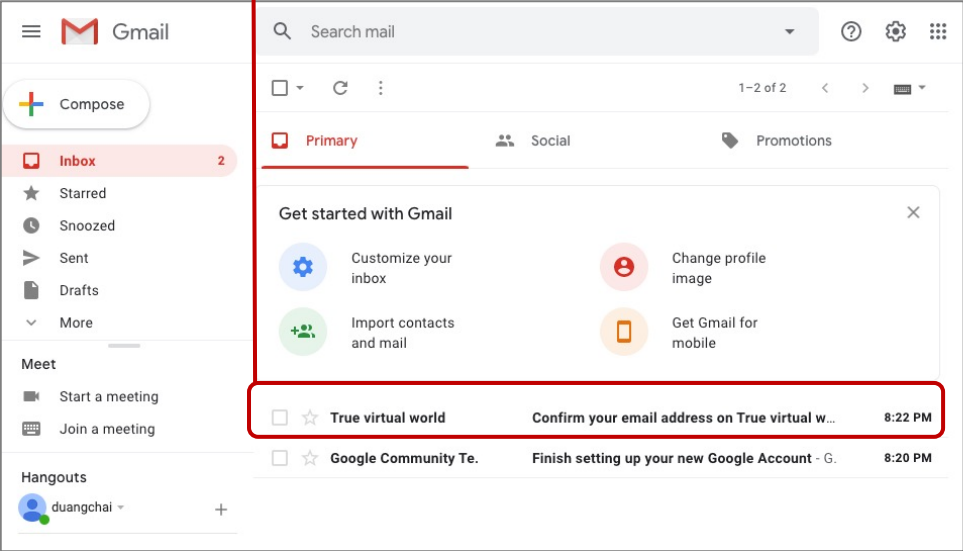 Gmail
Search mail
Compose
1–2 of 2
Primary
Social
Promotions
Inbox 2
Starred
Snoozed
Sent
Drafts
More
Get started with Gmail
Customize your
inbox
Change profile
image
Import contacts
and mail
Get Gmail for
mobile
Meet
Start a meeting
Join a meeting
Hangouts
duangchai
True virtual world Confirm your email address on True virtual w... 8:22 PM
Google Community Te. Finish setting up your new Google Account - G. 8:20 PM